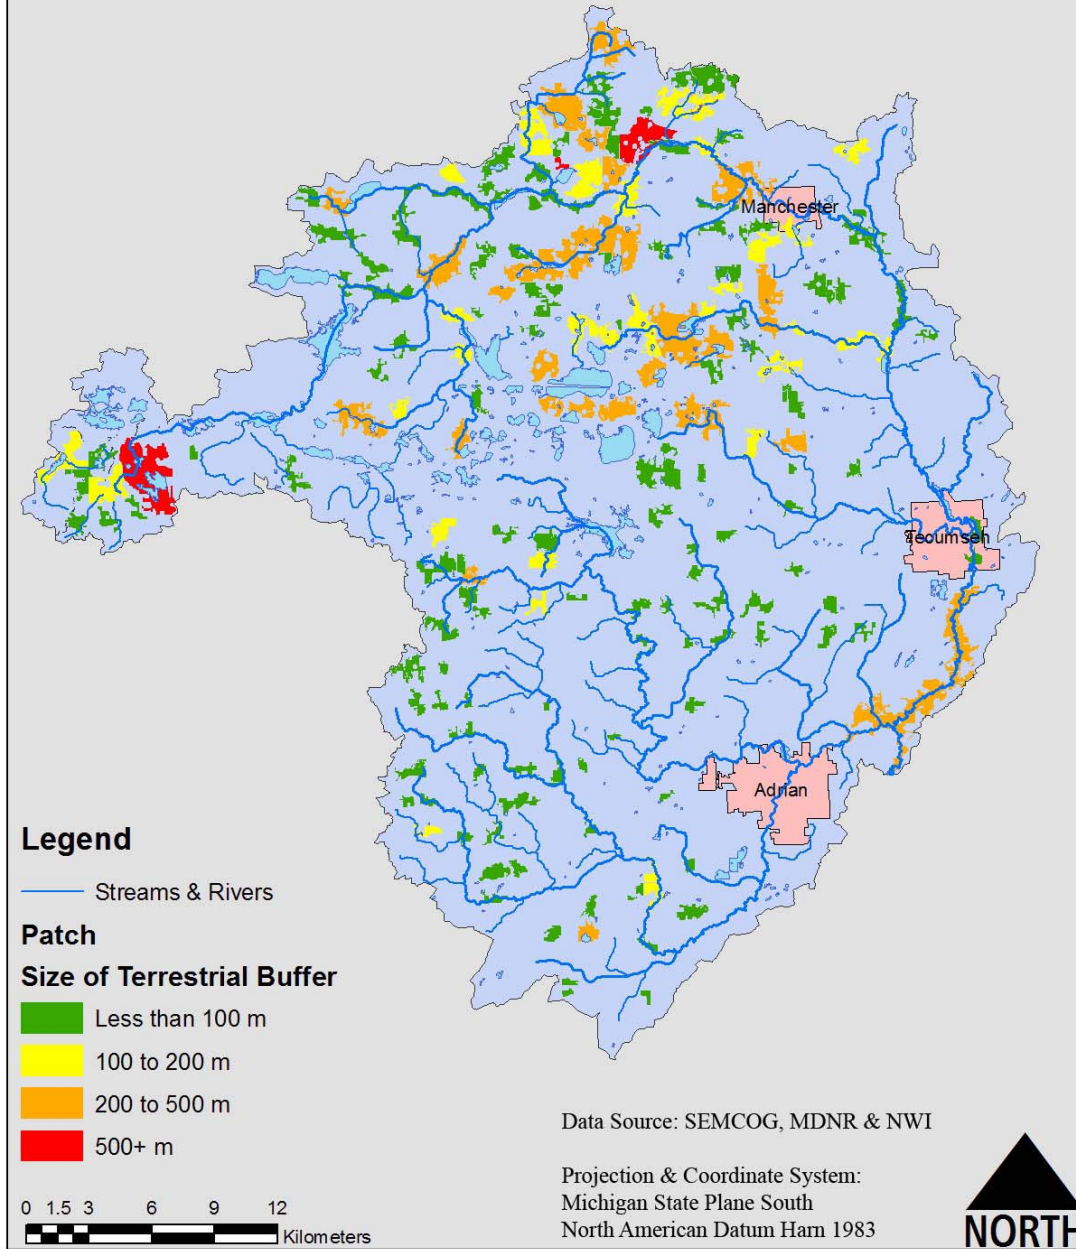 Manchester
Tecumseh
Adrian
Legend
Streams & Rivers
Patch
Size of Terrestrial Buffer
Less than 100 m
100 to 200 m
200 to 500 m
500+ m
0 1.5 3 6 9 12
Kilometers
Data Source: SEMCOG, MDNR & NWI
Projection & Coordinate System:
Michigan State Plane South
North American Datum Harn 1983
NORTH